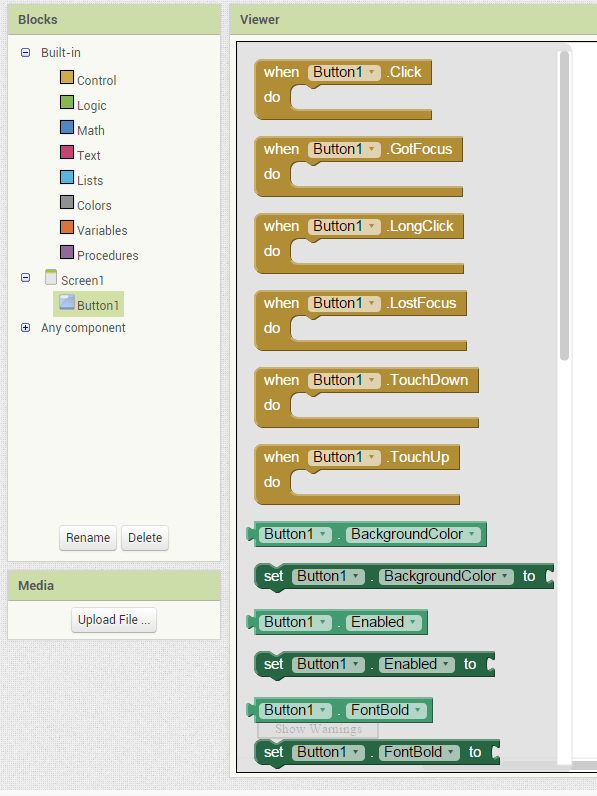 Blocks
Built-in
Control
Logic
Math
Text
Lists
Colors
Variables
Procedures
Screen1
Button1
Any component
Rename Delete
Media
Upload File ...
Viewer
when Button1 .Click
do
when Button1 .GotFocus
do
when Button1 .LongClick
do
when Button1 .LostFocus
do
when Button1 .TouchDown
do
when Button1 .TouchUp
do
Button1 . BackgroundColor
set Button1 . BackgroundColor to
Button1 . Enabled
set Button1 . Enabled to
Button1 . FontBold
Show Warnings
set Button1 . FontBold to